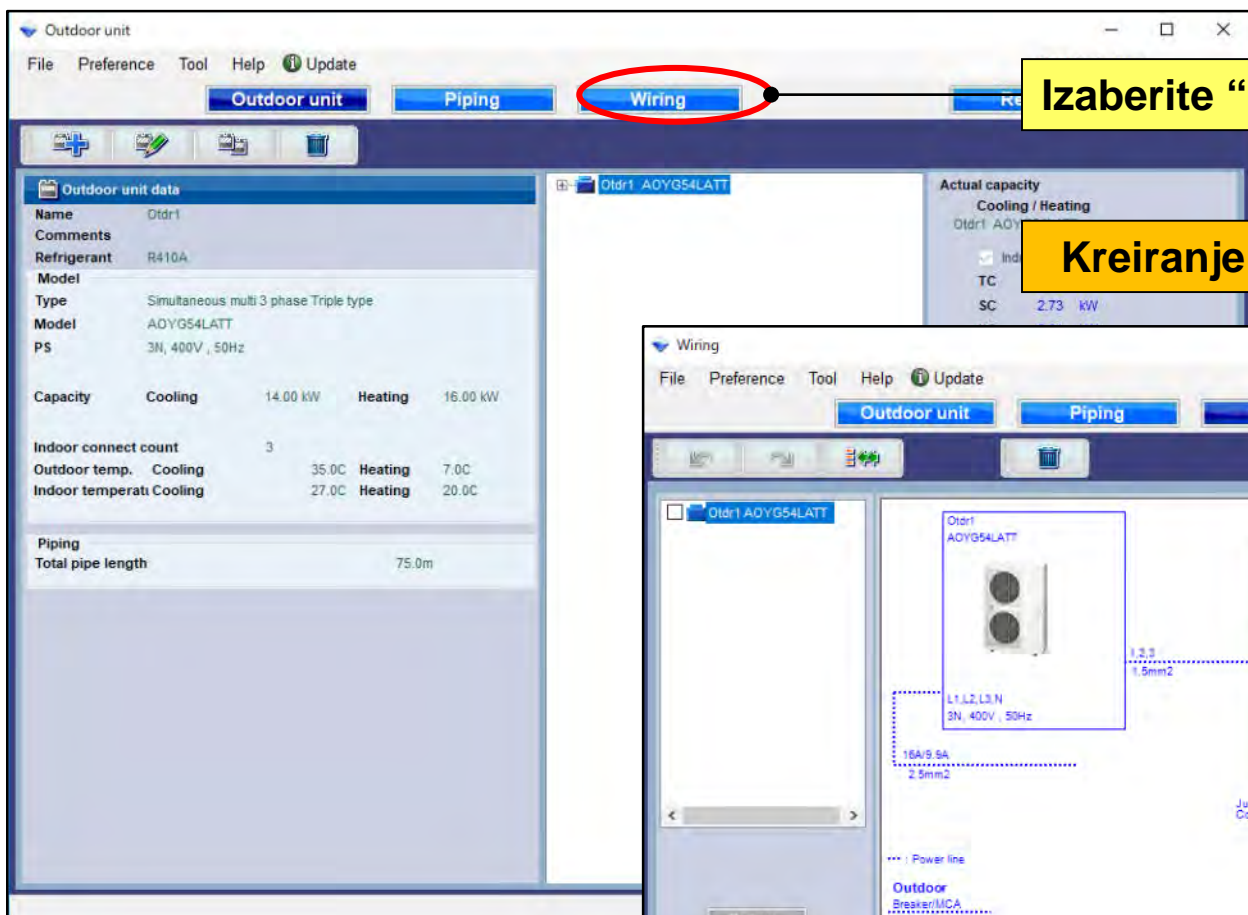 Outdoor unit
File Preference Tool Help Update
Outdoor unit Piping Wiring Re
Izaberite “
Outdoor unit data
Name Otdr1
Comments
Refrigerant R410A
Model
Type Simultaneous multi 3 phase Triple type
Model AOYG54LATT
PS 3N, 400V , 50Hz
Capacity Cooling 14.00 kW Heating 16.00 kW
Indoor connect count 3
Outdoor temp. Cooling 35.0C Heating 7.0C
Indoor temperatu Cooling 27.0C Heating 20.0C
Piping
Total pipe length 75.0m
Otdr1 AOYG54LATT
Actual capacity
Cooling / Heating
Otdr1 AOY
Ind
Kreiranje
TC
SC 2.73 kW
Wiring
File Preference Tool Help Update
Outdoor unit Piping
Otdr1 AOYG54LATT
Otdr1
AOYG54LATT
1,2,3
1.5mm2
L1,L2,L3,N
3N, 400V , 50Hz
16A/9.9A
2.5mm2
Ju
Co
: Power line
Outdoor
Breaker/MCA